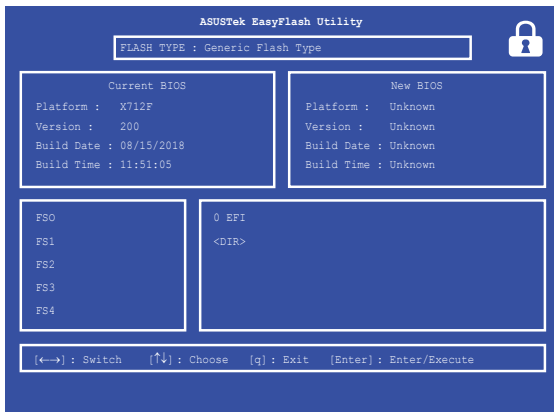 ASUSTek EasyFlash Utility
FLASH TYPE : Generic Flash Type
Current BIOS
Platform : X712F
Version : 200
Build Date : 08/15/2018
Build Time : 11:51:05
New BIOS
Platform : Unknown
Version : Unknown
Build Date : Unknown
Build Time : Unknown
FS0
FS1
FS2
FS3
FS4
0 EFI
<DIR>
[←→] : Switch [↑↓] : Choose [q] : Exit [Enter] : Enter/Execute